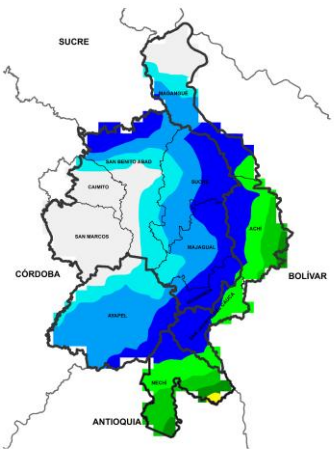 SUCRE
MAGANGUE
SAN BENITO ABAD
CAIMITO
SUCRE
ACHI
SAN MARCOS
MAJAGUAL
CÓRDOBA
BOLÍVAR
AYAPEL
NECHI
ANTIOQUIA